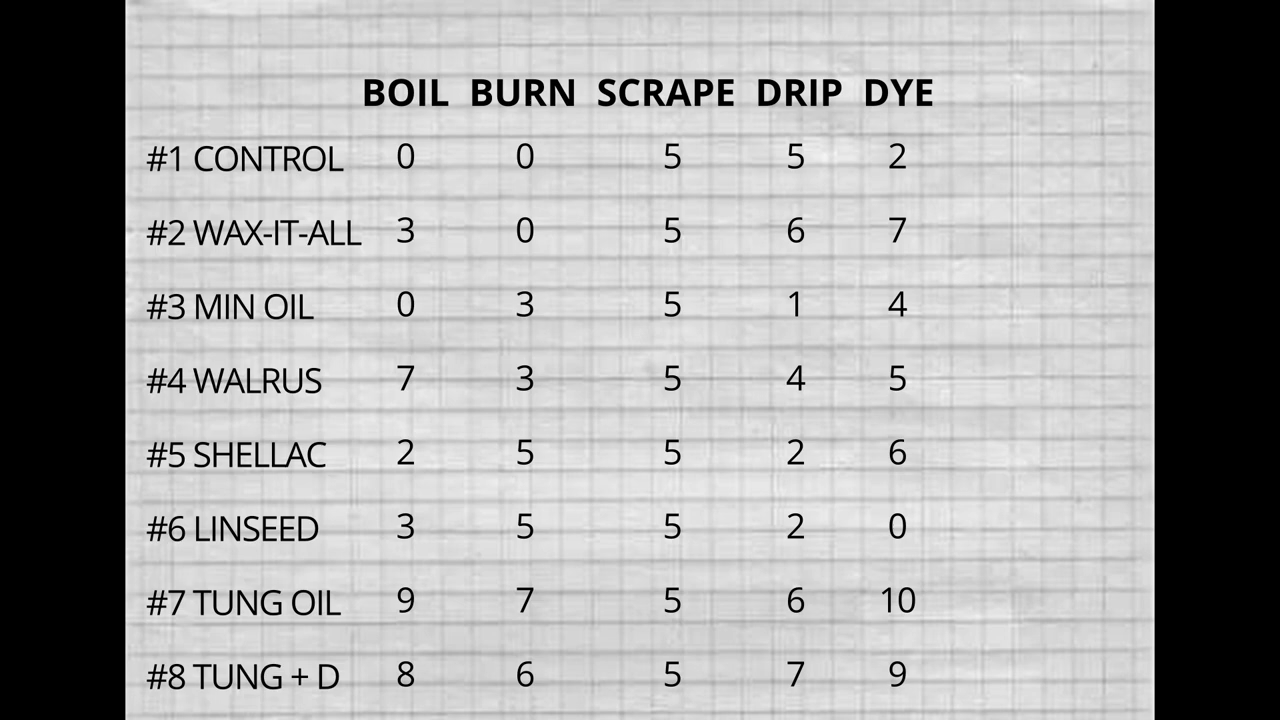 BOIL BURN SCRAPE DRIP DYE
#1 CONTROL 0 0 5 5 2
#2 WAX-IT-ALL 3 0 5 6 7
#3 MIN OIL 0 3 5 1 4
#4 WALRUS 7 3 5 4 5
#5 SHELLAC 2 5 5 2 6
#6 LINSEED 3 5 5 2 0
#7 TUNG OIL 9 7 5 6 10
#8 TUNG + D 8 6 5 7 9